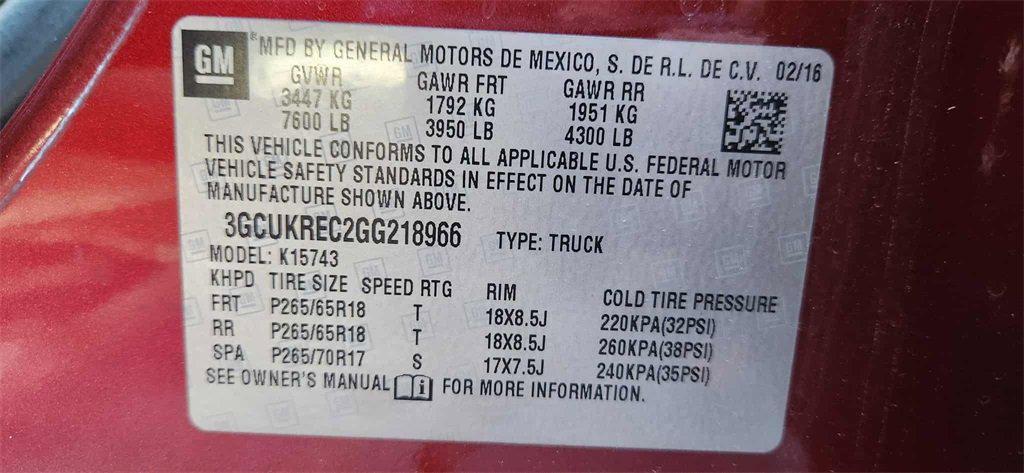 GM ® MFD BY GENERAL MOTORS DE MEXICO, S. DE R.L. DE C.V. 02/16
GVWR GAWR FRT GAWR RR
3447 KG 1792 KG 1951 KG
7600 LB 3950 LB 4300 LB
THIS VEHICLE CONFORMS TO ALL APPLICABLE U.S. FEDERAL MOTOR
VEHICLE SAFETY STANDARDS IN EFFECT ON THE DATE OF
MANUFACTURE SHOWN ABOVE.
3GCUKREC2GG218966 TYPE: TRUCK
MODEL: K15743
KHPD TIRE SIZE SPEED RTG RIM COLD TIRE PRESSURE
FRT P265/65R18 T 18X8.5J 220KPA(32PSI)
RR P265/65R18 T 18X8.5J 260KPA(38PSI)
SPA P265/70R17 S 17X7.5J 240KPA(35PSI)
SEE OWNER'S MANUAL FOR MORE INFORMATION.